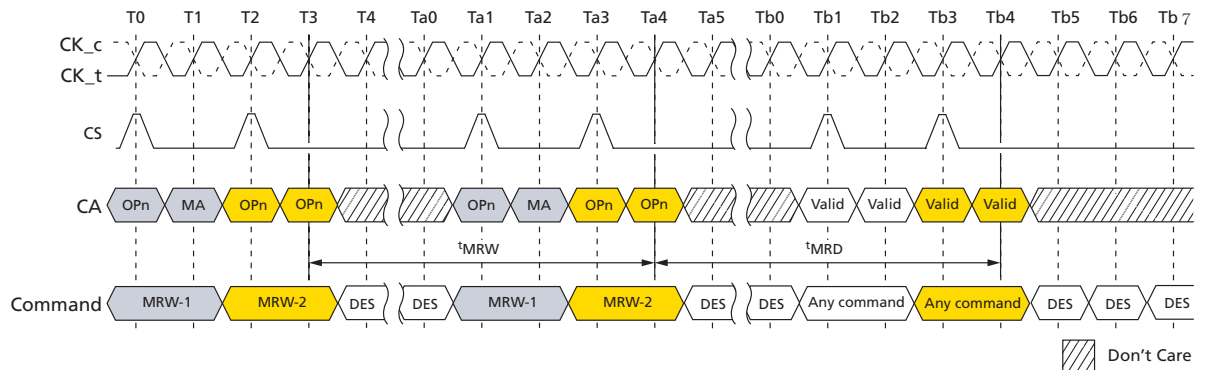 T0 T1 T2 T3 T4 Ta0 Ta1 Ta2 Ta3 Ta4 Ta5 Tb0 Tb1 Tb2 Tb3 Tb4 Tb5 Tb6 Tb 7
CK_c
CK_t
CS
CA OPn MA OPn OPn OPn MA OPn OPn Valid Valid Valid Valid
tMRW tMRD
Command MRW-1 MRW-2 DES DES MRW-1 MRW-2 DES DES Any command Any command DES DES DES
Don't Care